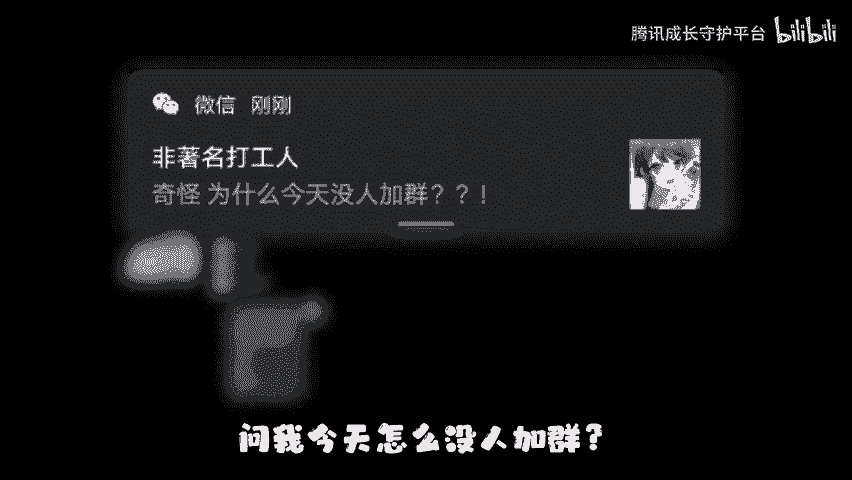 腾讯成长守护平台 bilibili
微信 刚刚
非著名打工人
奇怪 为什么今天没人加群？？！
问我今天怎么没人加群?